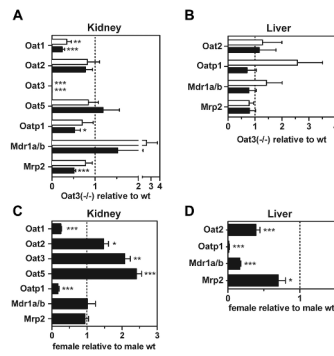 A Kidney
Oat1 **
***
Oat2
Oat3 ***
***
Oat5
Oatp1 *
Mdr1a/b
Mrp2 ***
0 1 2 3 4
Oat3(-/-) relative to wt
B Liver
Oat2
Oatp1
Mdr1a/b
Mrp2
0 1 2 3
Oat3(-/-) relative to wt
C Kidney
Oat1 ***
Oat2 *
Oat3 **
Oat5 ***
Oatp1 ***
Mdr1a/b
Mrp2
0 1 2 3
female relative to male wt
D Liver
Oat2 ***
Oatp1 ***
Mdr1a/b ***
Mrp2 *
0 1
female relative to male wt